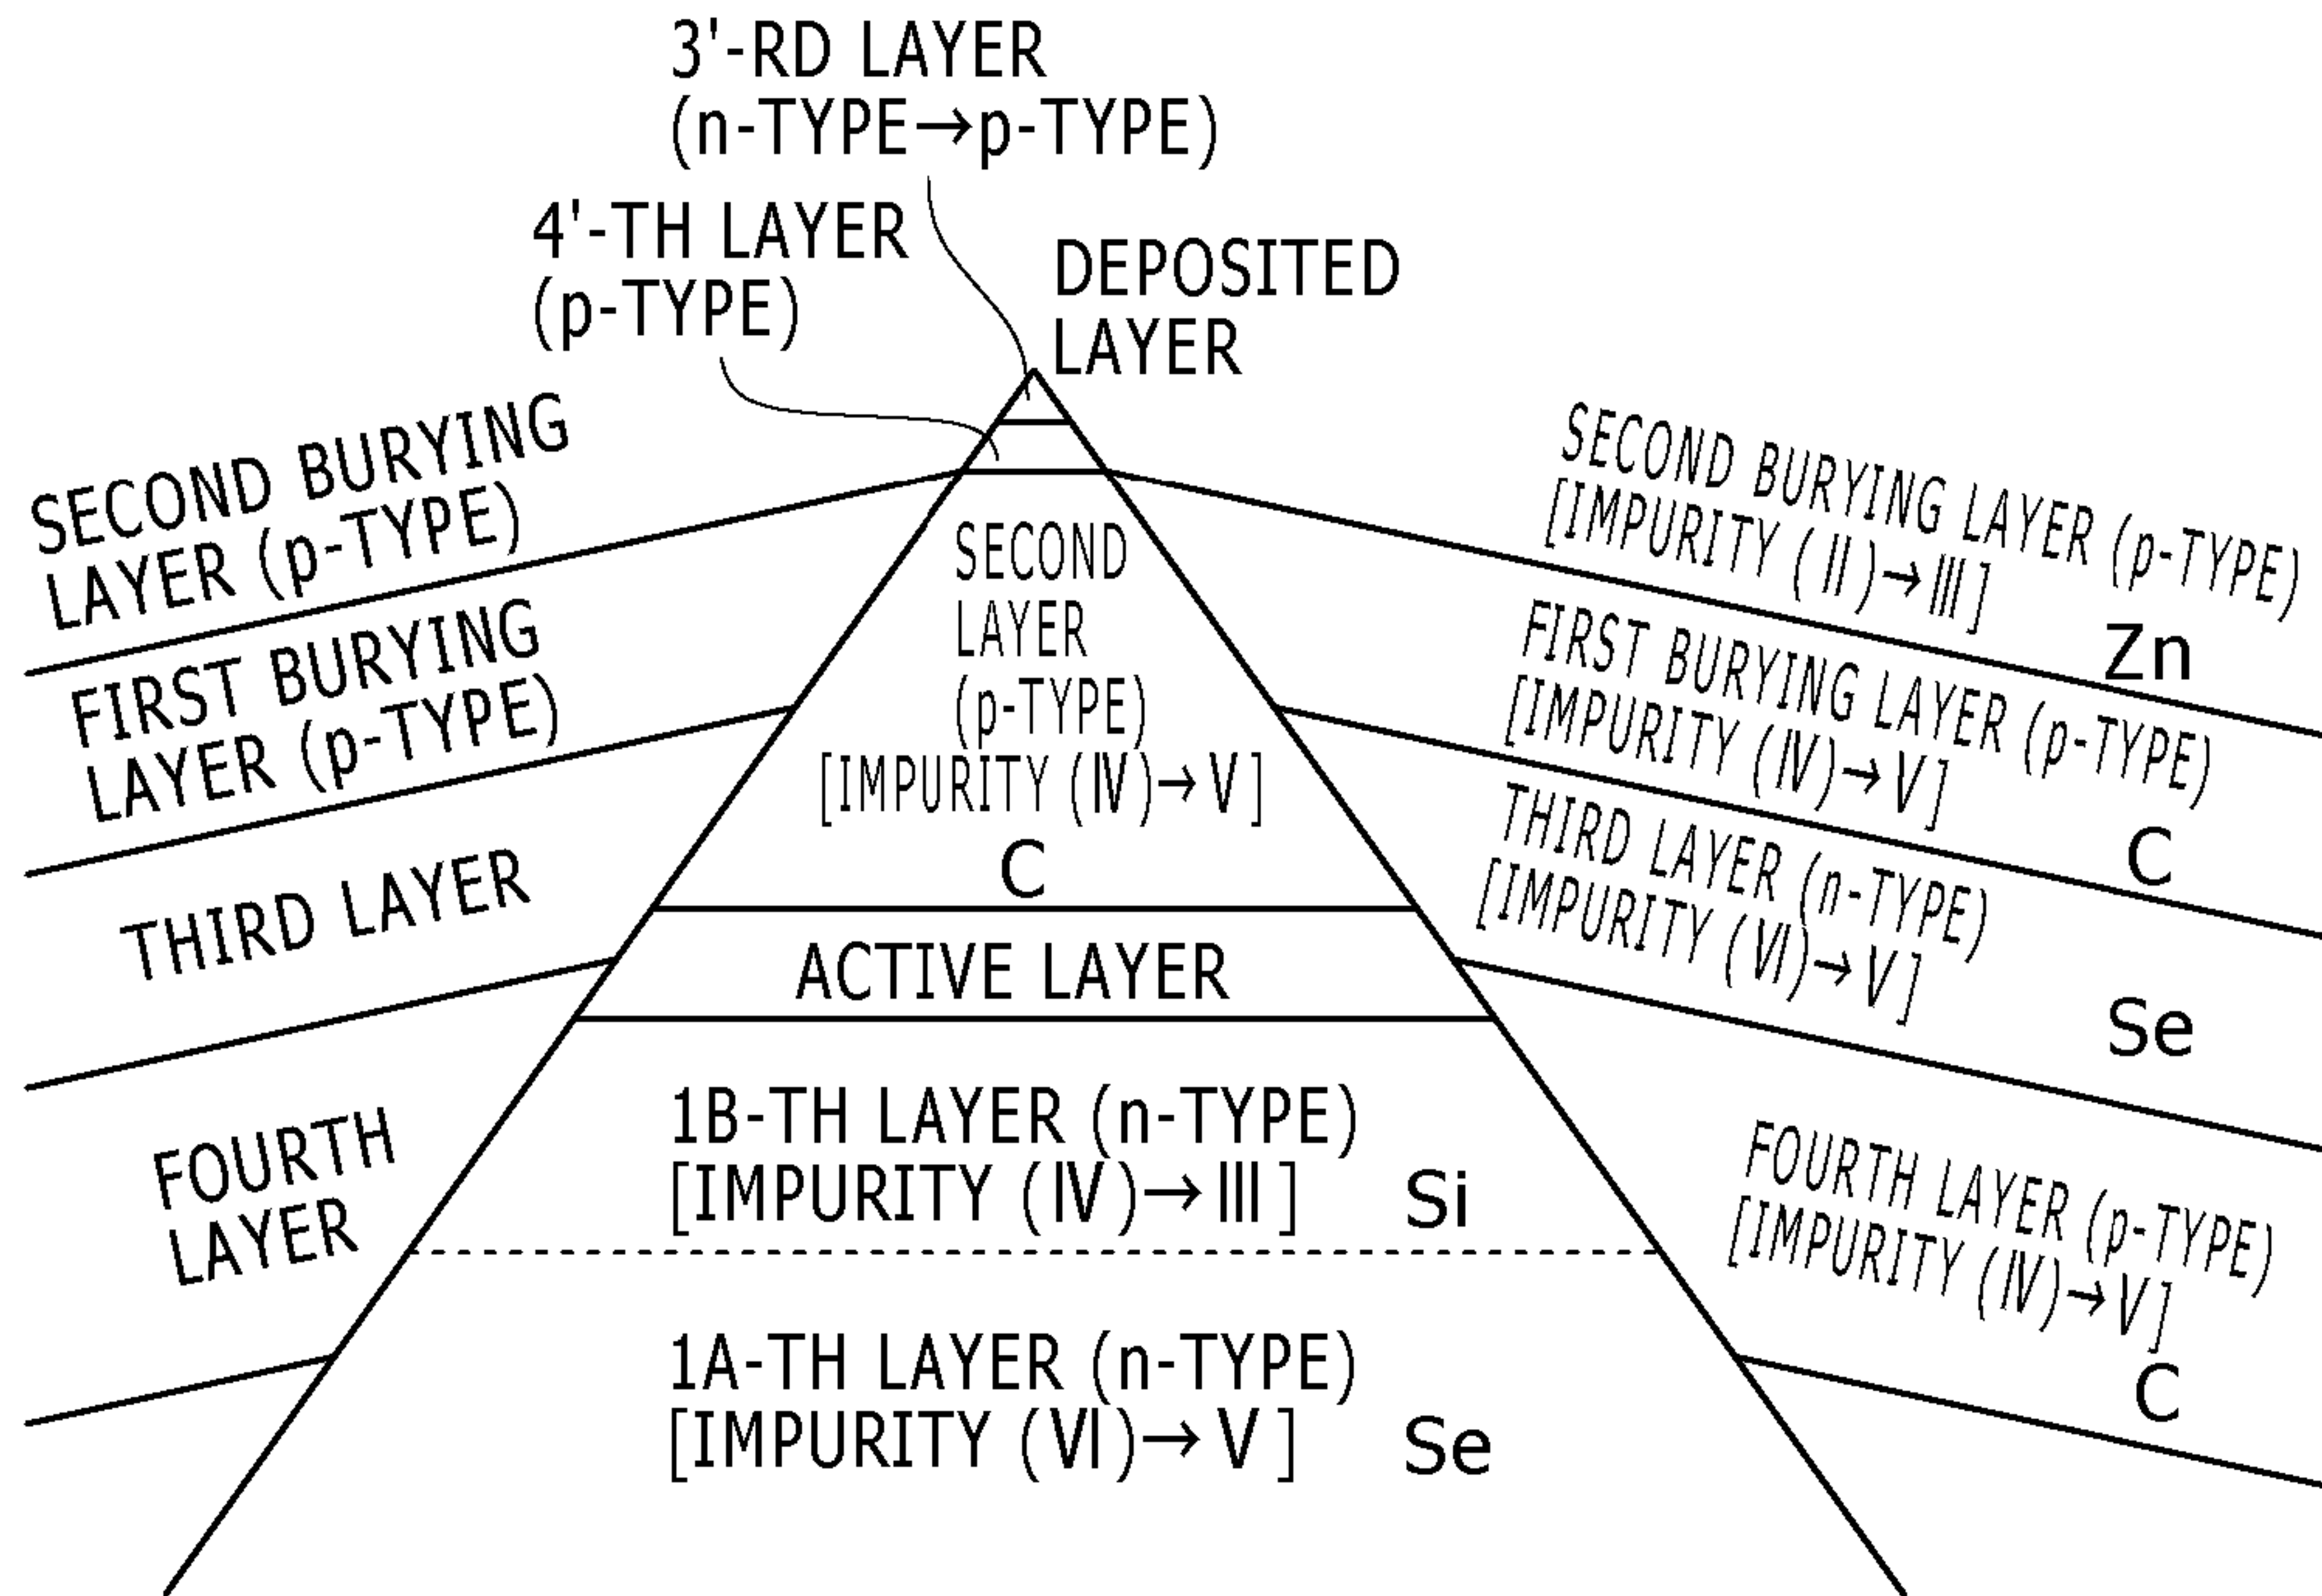 3'-RD LAYER
(n-TYPE→p-TYPE)
4'-TH LAYER
(p-TYPE)
DEPOSITED
LAYER
SECOND BURYING
LAYER (p-TYPE)
FIRST BURYING
LAYER (p-TYPE)
THIRD LAYER
FOURTH
LAYER
SECOND
LAYER
(p-TYPE)
[IMPURITY (Ⅳ)→Ⅴ]
C
ACTIVE LAYER
1B-TH LAYER (n-TYPE)
[IMPURITY (Ⅳ)→Ⅲ] Si
1A-TH LAYER (n-TYPE)
[IMPURITY (Ⅵ)→Ⅴ] Se
SECOND BURYING LAYER (p-TYPE)
[IMPURITY (Ⅱ)→Ⅲ]
Zn
FIRST BURYING LAYER (p-TYPE)
[IMPURITY (Ⅳ)→Ⅴ]
C
THIRD LAYER (n-TYPE)
[IMPURITY (Ⅵ)→Ⅴ]
Se
FOURTH LAYER (p-TYPE)
[IMPURITY (Ⅳ)→Ⅴ]
C